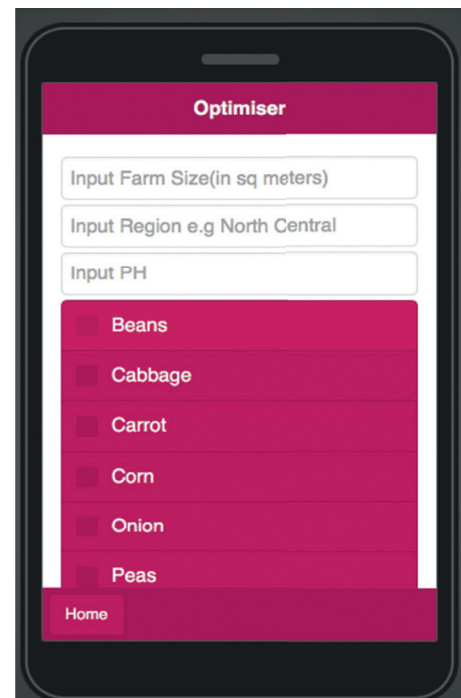 Optimiser
Input Farm Size(in sq meters)
Input Region e.g North Central
Input PH
Beans
Cabbage
Carrot
Corn
Onion
Peas
Home